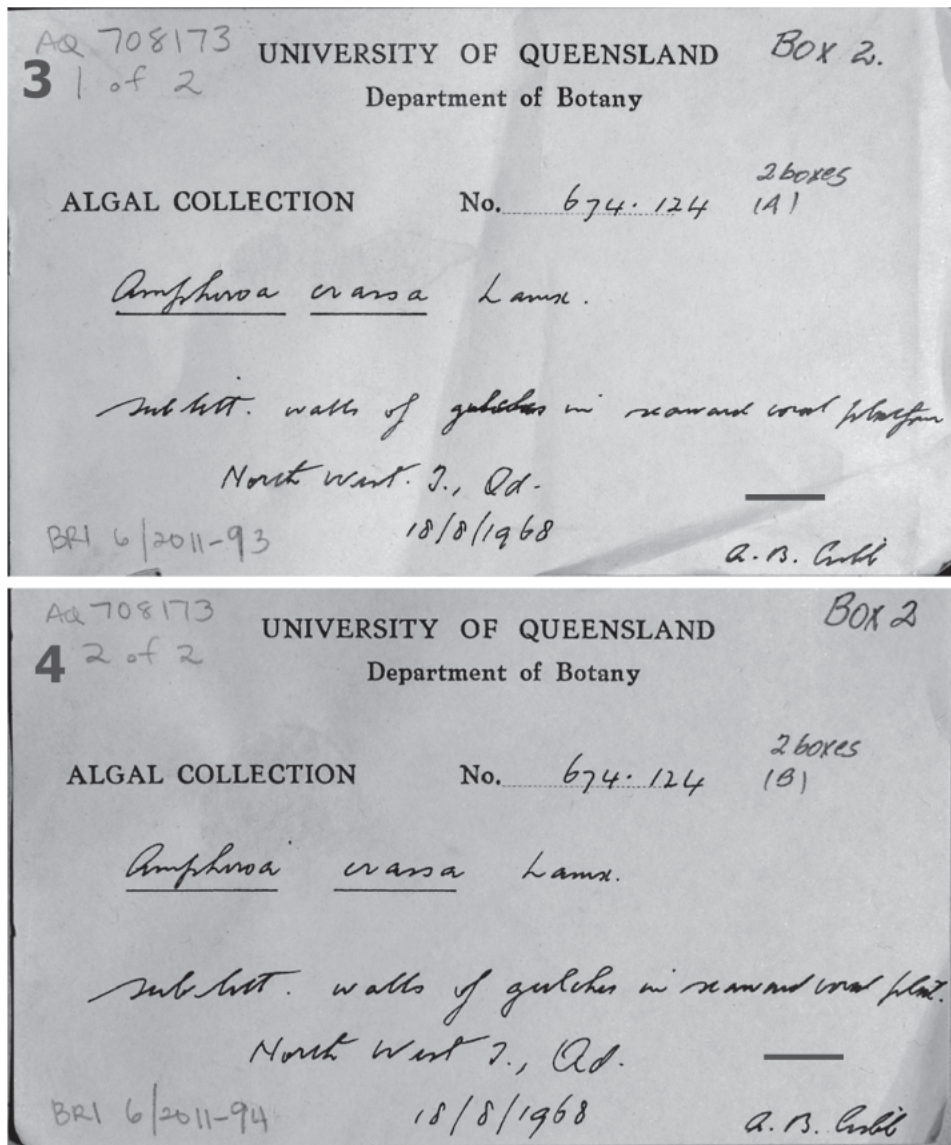 AQ 708173
3 1 of 2
UNIVERSITY OF QUEENSLAND
Box 2.
Department of Botany
2 boxes
ALGAL COLLECTION No. 674.124 (A)
Amphiroa crassa Lamx.
sublitt. walls of gulches in seaward coral platform
North West. I., Qd.
18/8/1968
BRI 6/2011-93
A. B. Cribb
AQ 708173
4 2 of 2
UNIVERSITY OF QUEENSLAND
Box 2
Department of Botany
2 boxes
ALGAL COLLECTION No. 674.124 (B)
Amphiroa crassa Lamx.
sublitt. walls of gulches in seaward coral plat.
North West I., Qd.
18/8/1968
BRI 6/2011-94
A. B. Cribb